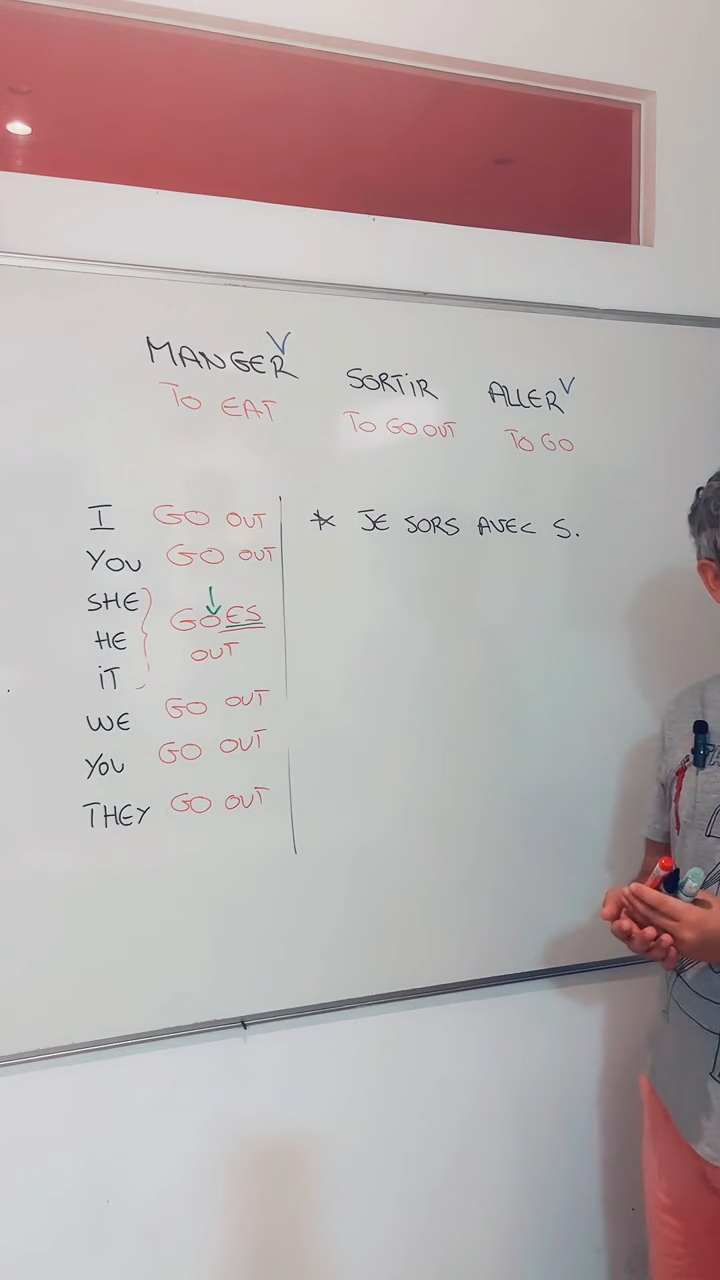 MANGER V
SORTIR
ALLER V
TO EAT
TO GO OUT
TO GO
I GO OUT
YOU GO OUT
SHE
HE
IT
GOES
OUT
WE GO OUT
YOU GO OUT
THEY GO OUT
* JE SORS AVEC S.